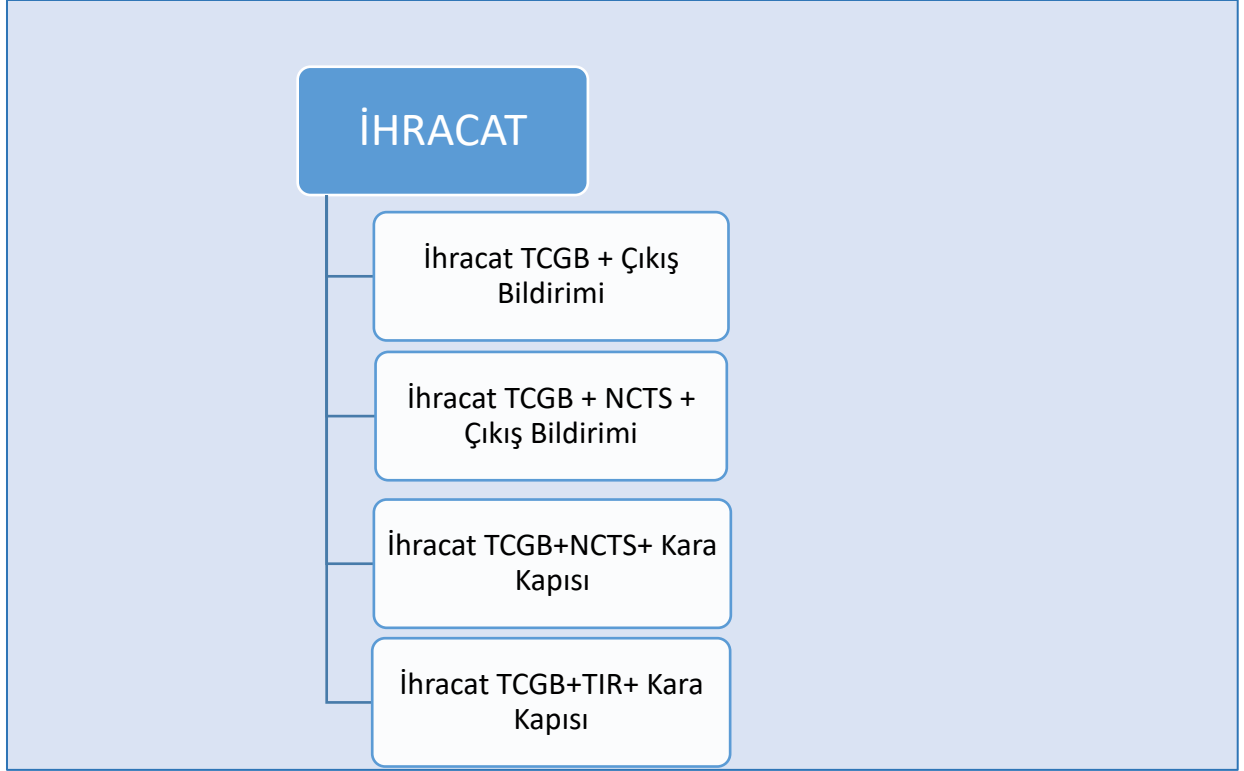 İHRACAT
İhracat TCGB + Çıkış
Bildirimi
İhracat TCGB + NCTS +
Çıkış Bildirimi
İhracat TCGB+NCTS+ Kara
Kapısı
İhracat TCGB+TIR+ Kara
Kapısı